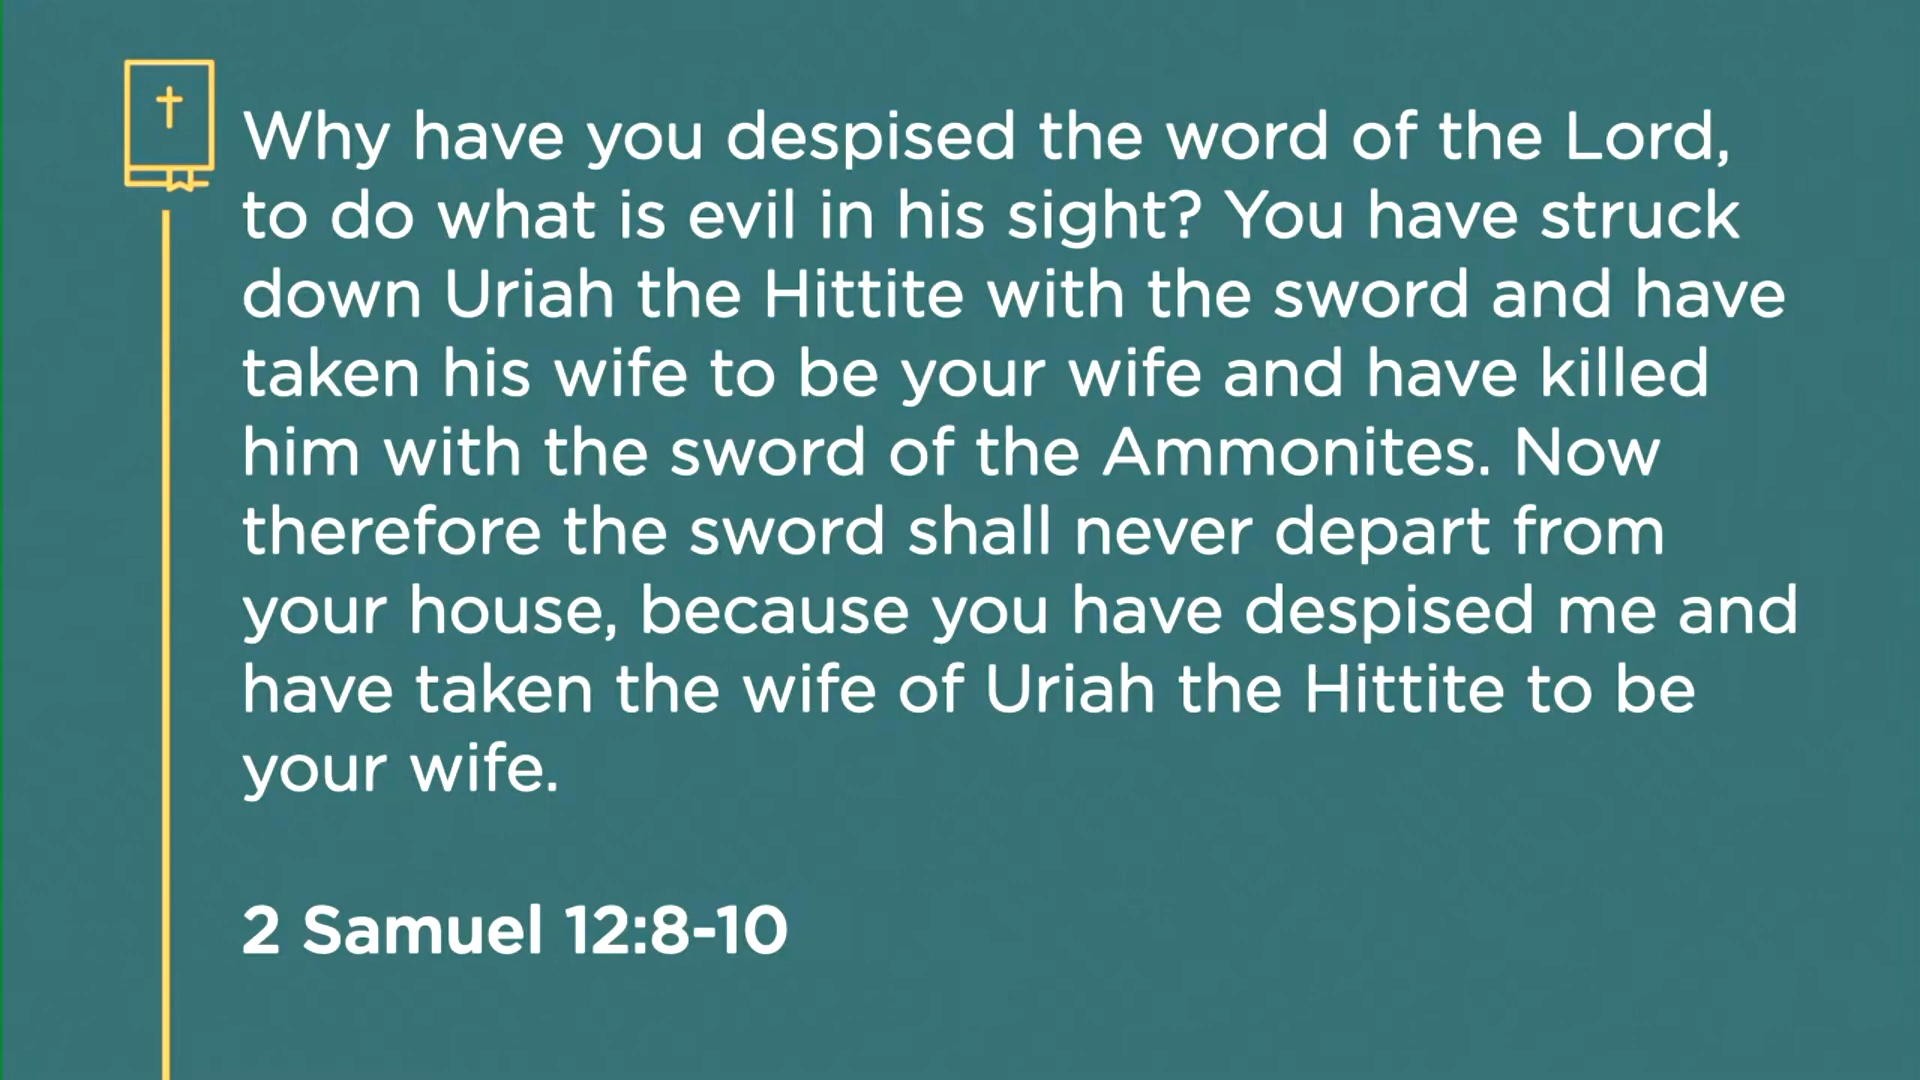 Why have you despised the word of the Lord,
to do what is evil in his sight? You have struck
down Uriah the Hittite with the sword and have
taken his wife to be your wife and have killed
him with the sword of the Ammonites. Now
therefore the sword shall never depart from
your house, because you have despised me and
have taken the wife of Uriah the Hittite to be
your wife.
2 Samuel 12:8-10